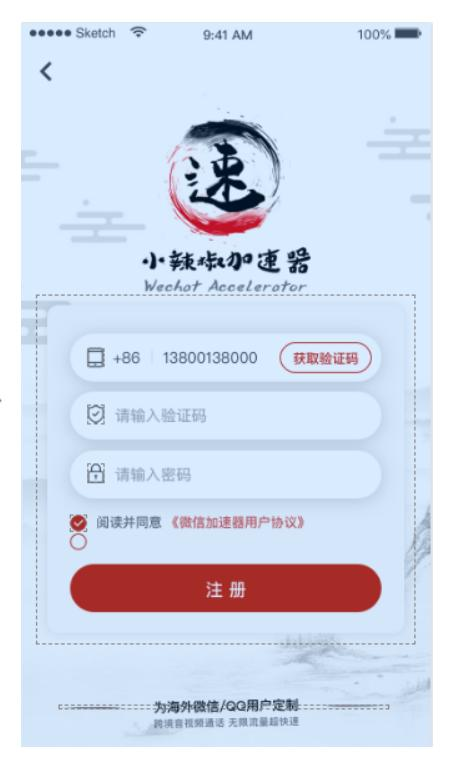 Sketch 9:41 AM 100%
速
小辣椒加速器
Wechat Accelerator
+86 13800138000 获取验证码
请输入验证码
请输入密码
阅读并同意《微信加速器用户协议》
注册
为海外微信/QQ用户定制
跨境音视频通话 无限流量超快速